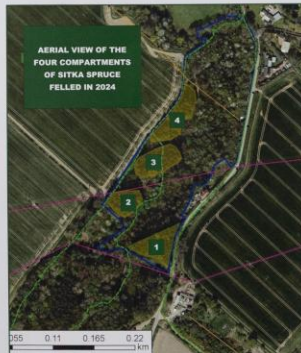 AERIAL VIEW OF THE
FOUR COMPARTMENTS
OF SITKA SPRUCE
FELLED IN 2024
4
3
2
1
055 0.11 0.165 0.22
km